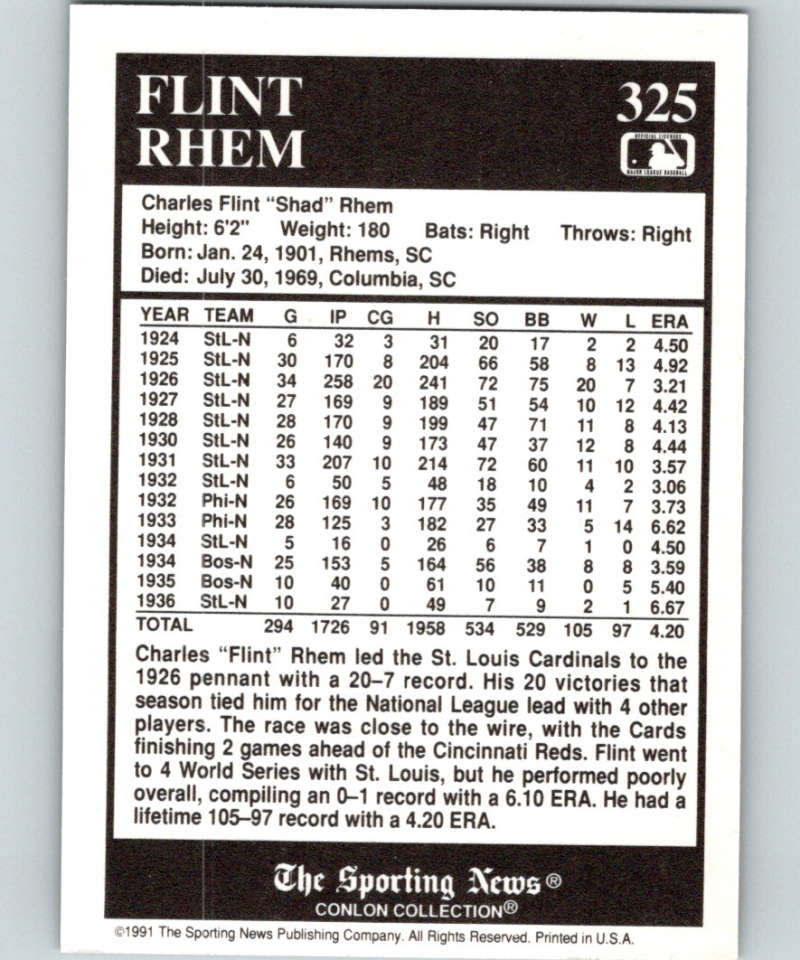 FLINT
RHEM
325
OFFICIAL LICENSEE
MAJOR LEAGUE BASEBALL
Charles Flint “Shad” Rhem
Height: 6'2" Weight: 180 Bats: Right Throws: Right
Born: Jan. 24, 1901, Rhems, SC
Died: July 30, 1969, Columbia, SC
YEAR TEAM G IP CG H SO BB W L ERA
1924 StL-N 6 32 3 31 20 17 2 2 4.50
1925 StL-N 30 170 8 204 66 58 8 13 4.92
1926 StL-N 34 258 20 241 72 75 20 7 3.21
1927 StL-N 27 169 9 189 51 54 10 12 4.42
1928 StL-N 28 170 9 199 47 71 11 8 4.13
1930 StL-N 26 140 9 173 47 37 12 8 4.44
1931 StL-N 33 207 10 214 72 60 11 10 3.57
1932 StL-N 6 50 5 48 18 10 4 2 3.06
1932 Phi-N 26 169 10 177 35 49 11 7 3.73
1933 Phi-N 28 125 3 182 27 33 5 14 6.62
1934 StL-N 5 16 0 26 6 7 1 0 4.50
1934 Bos-N 25 153 5 164 56 38 8 8 3.59
1935 Bos-N 10 40 0 61 10 11 0 5 5.40
1936 StL-N 10 27 0 49 7 9 2 1 6.67
TOTAL 294 1726 91 1958 534 529 105 97 4.20
Charles “Flint” Rhem led the St. Louis Cardinals to the
1926 pennant with a 20–7 record. His 20 victories that
season tied him for the National League lead with 4 other
players. The race was close to the wire, with the Cards
finishing 2 games ahead of the Cincinnati Reds. Flint went
to 4 World Series with St. Louis, but he performed poorly
overall, compiling an 0–1 record with a 6.10 ERA. He had a
lifetime 105–97 record with a 4.20 ERA.
The Sporting News®
CONLON COLLECTION®
©1991 The Sporting News Publishing Company. All Rights Reserved. Printed in U.S.A.